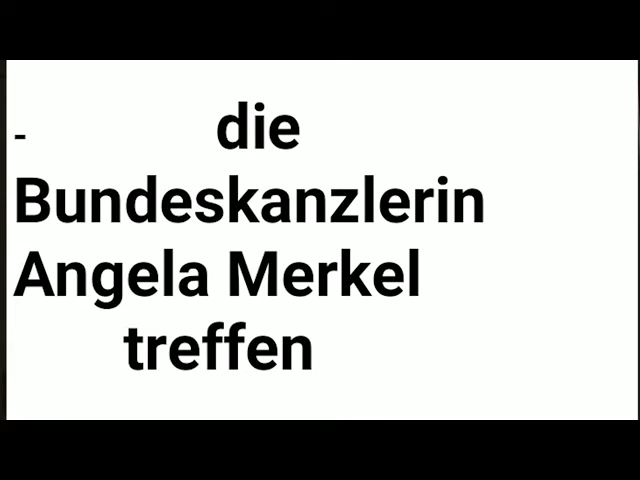 - die
Bundeskanzlerin
Angela Merkel
treffen